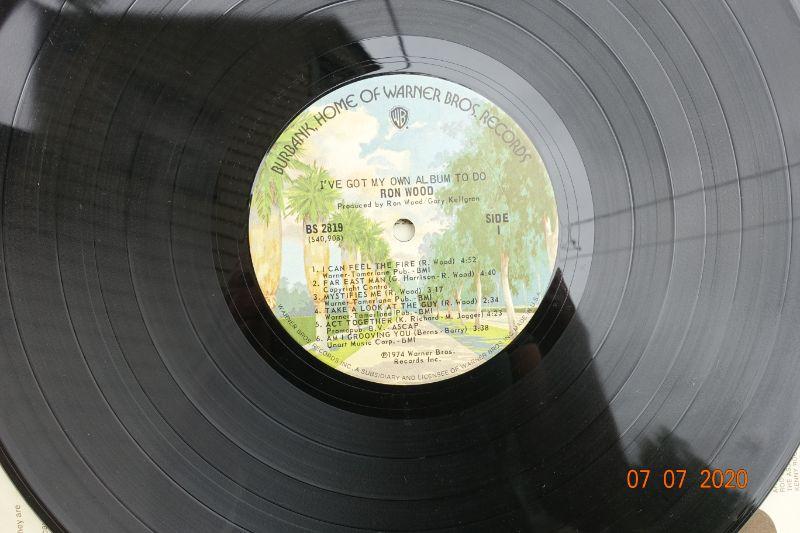 BURBANK, HOME OF WARNER BROS. RECORDS
WB
I'VE GOT MY OWN ALBUM TO DO
RON WOOD
Produced by Ron Wood/Gary Kellgren
BS 2819
(S40,908)
SIDE
1
1. I CAN FEEL THE FIRE (R. Wood) 4:52
Warner-Tamerlane Pub. - BMI
2. FAR EAST MAN (G. Harrison - R. Wood) 4:40
Copyright Control
3. MYSTIFIES ME (R. Wood) 3:17
Warner-Tamerlane Pub. - BMI
4. TAKE A LOOK AT THE GUY (R. Wood) 2:34
Warner-Tamerlane Pub. - BMI
5. ACT TOGETHER (K. Richard - M. Jagger) 4:23
Promopub, B.V. - ASCAP
6. AM I GROOVING YOU (Berns - Barry) 3:38
Unart Music Corp. - BMI
℗1974 Warner Bros.
Records Inc.
WARNER BROS. RECORDS INC., A SUBSIDIARY AND LICENSEE OF WARNER BROS. INC. MADE IN U.S.A.
07 07 2020
hey are